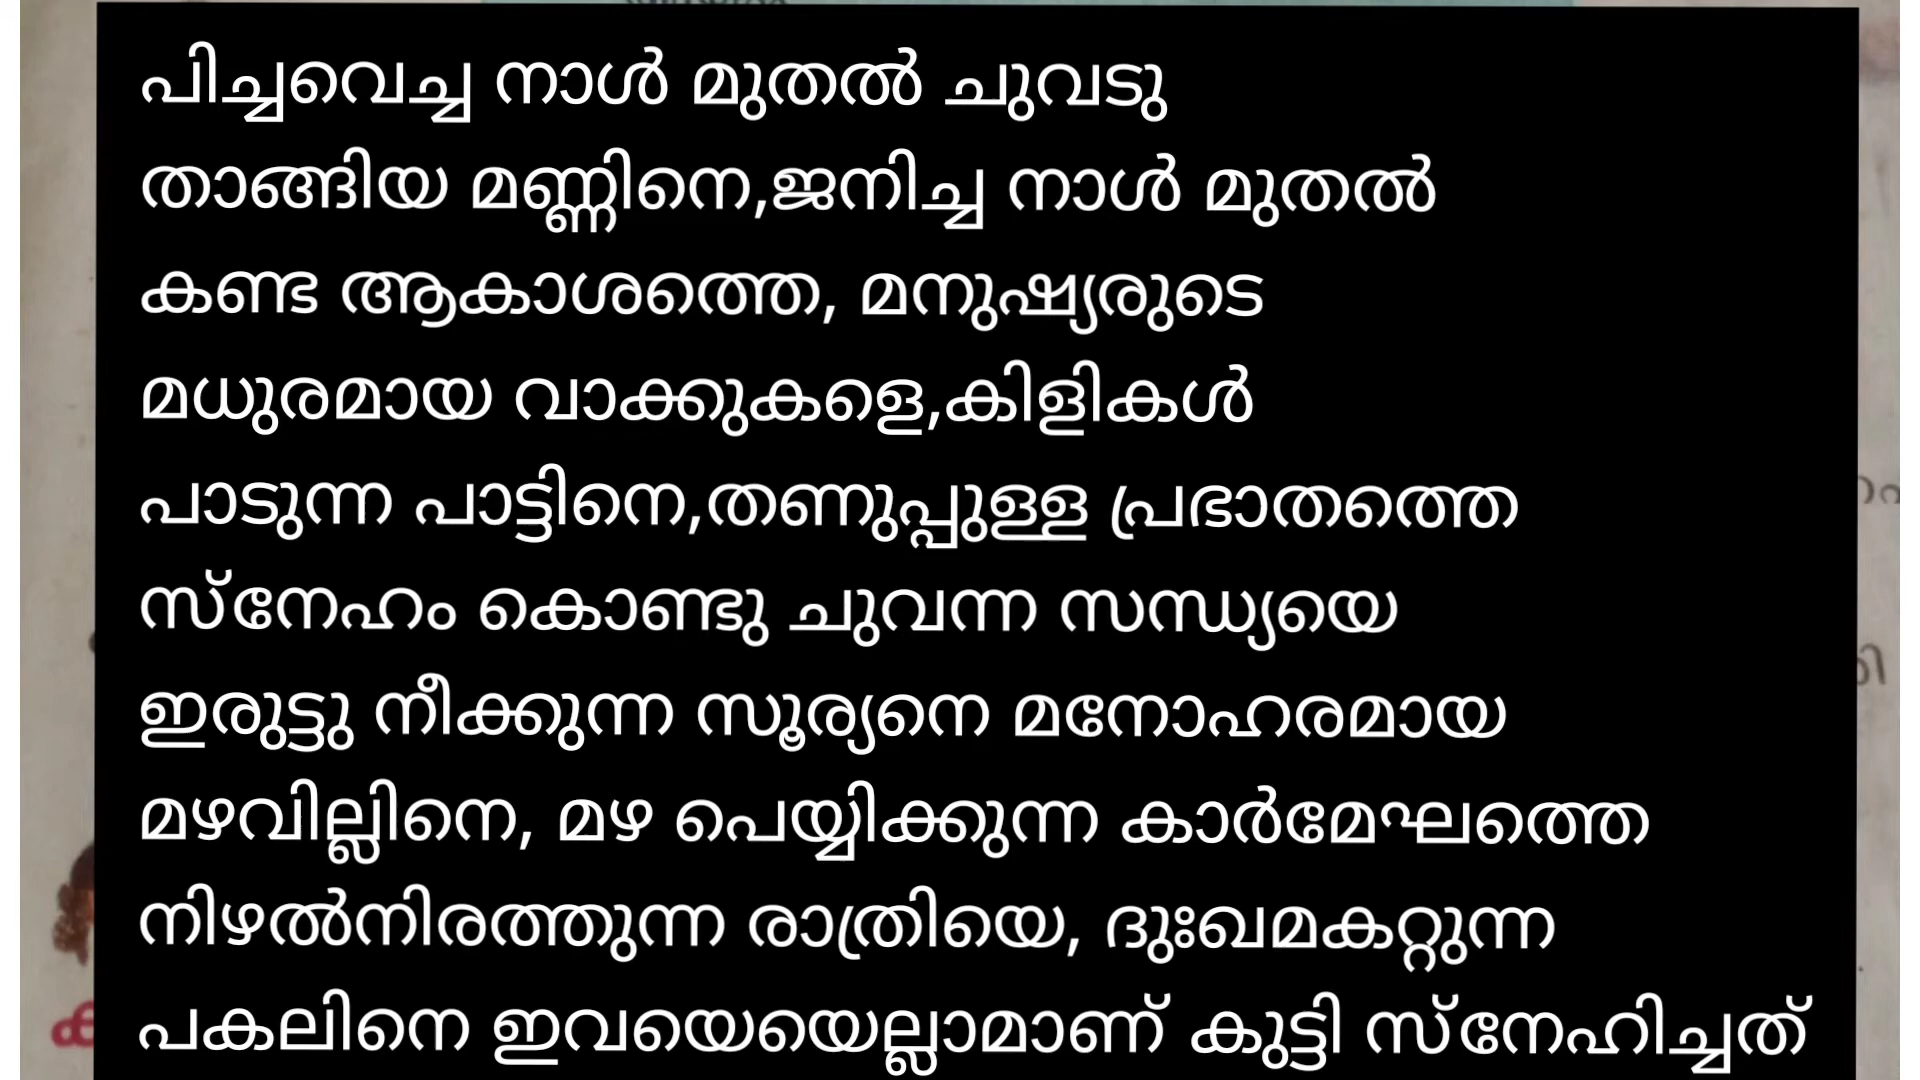 പിച്ചവെച്ച നാൾ മുതൽ ചുവടു
താങ്ങിയ മണ്ണിനെ,ജനിച്ച നാൾ മുതൽ
കണ്ട ആകാശത്തെ, മനുഷ്യരുടെ
മധുരമായ വാക്കുകളെ,കിളികൾ
പാടുന്ന പാട്ടിനെ,തണുപ്പുള്ള പ്രഭാതത്തെ
സ്നേഹം കൊണ്ടു ചുവന്ന സന്ധ്യയെ
ഇരുട്ടു നീക്കുന്ന സൂര്യനെ മനോഹരമായ
മഴവില്ലിനെ, മഴ പെയ്യിക്കുന്ന കാർമേഘത്തെ
നിഴൽനിരത്തുന്ന രാത്രിയെ, ദുഃഖമകറ്റുന്ന
പകലിനെ ഇവയെയെല്ലാമാണ് കുട്ടി സ്നേഹിച്ചത്